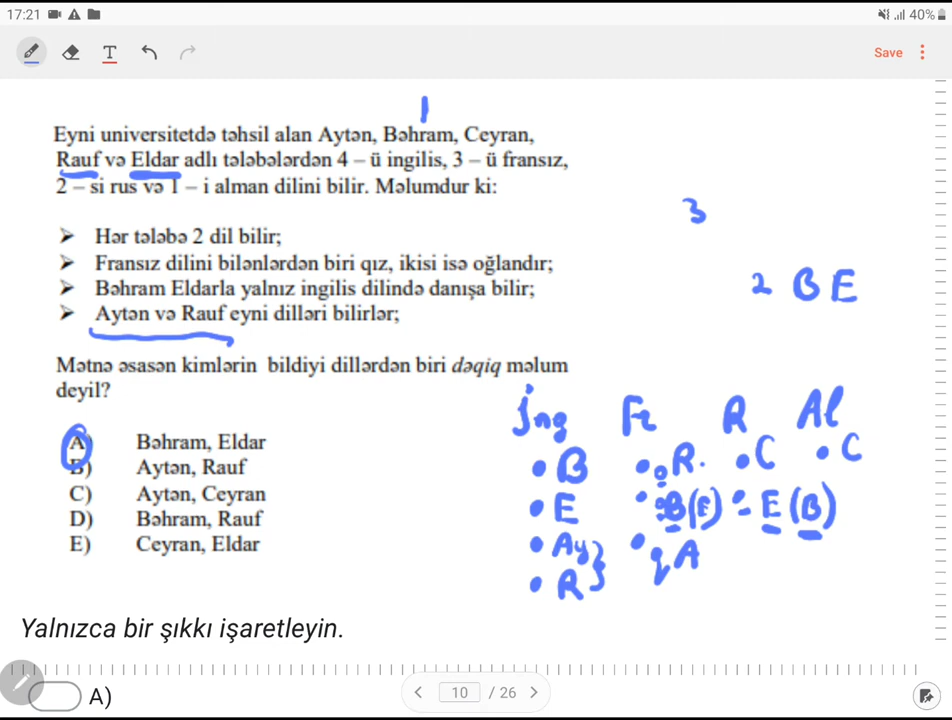 17:21
40%
T
Save
1
Eyni universitetdə təhsil alan Aytən, Bəhram, Ceyran,
Rauf və Eldar adlı tələbələrdən 4 – ü ingilis, 3 – ü fransız,
2 – si rus və 1 – i alman dilini bilir. Məlumdur ki:
3
➤ Hər tələbə 2 dil bilir;
➤ Fransız dilini bilənlərdən biri qız, ikisi isə oğlandır;
➤ Bəhram Eldarla yalnız ingilis dilində danışa bilir;
2 B E
➤ Aytən və Rauf eyni dilləri bilirlər;
Mətnə əsasən kimlərin bildiyi dillərdən biri dəqiq məlum
deyil?
İng Fr R Al
A) Bəhram, Eldar
B) Aytən, Rauf
C) Aytən, Ceyran
D) Bəhram, Rauf
E) Ceyran, Eldar
• B • o R. • C • C
• E • B(E) • E (B)
• Ay} • q A
• R}
Yalnızca bir şıkkı işaretleyin.
A)
< 10 / 26 >